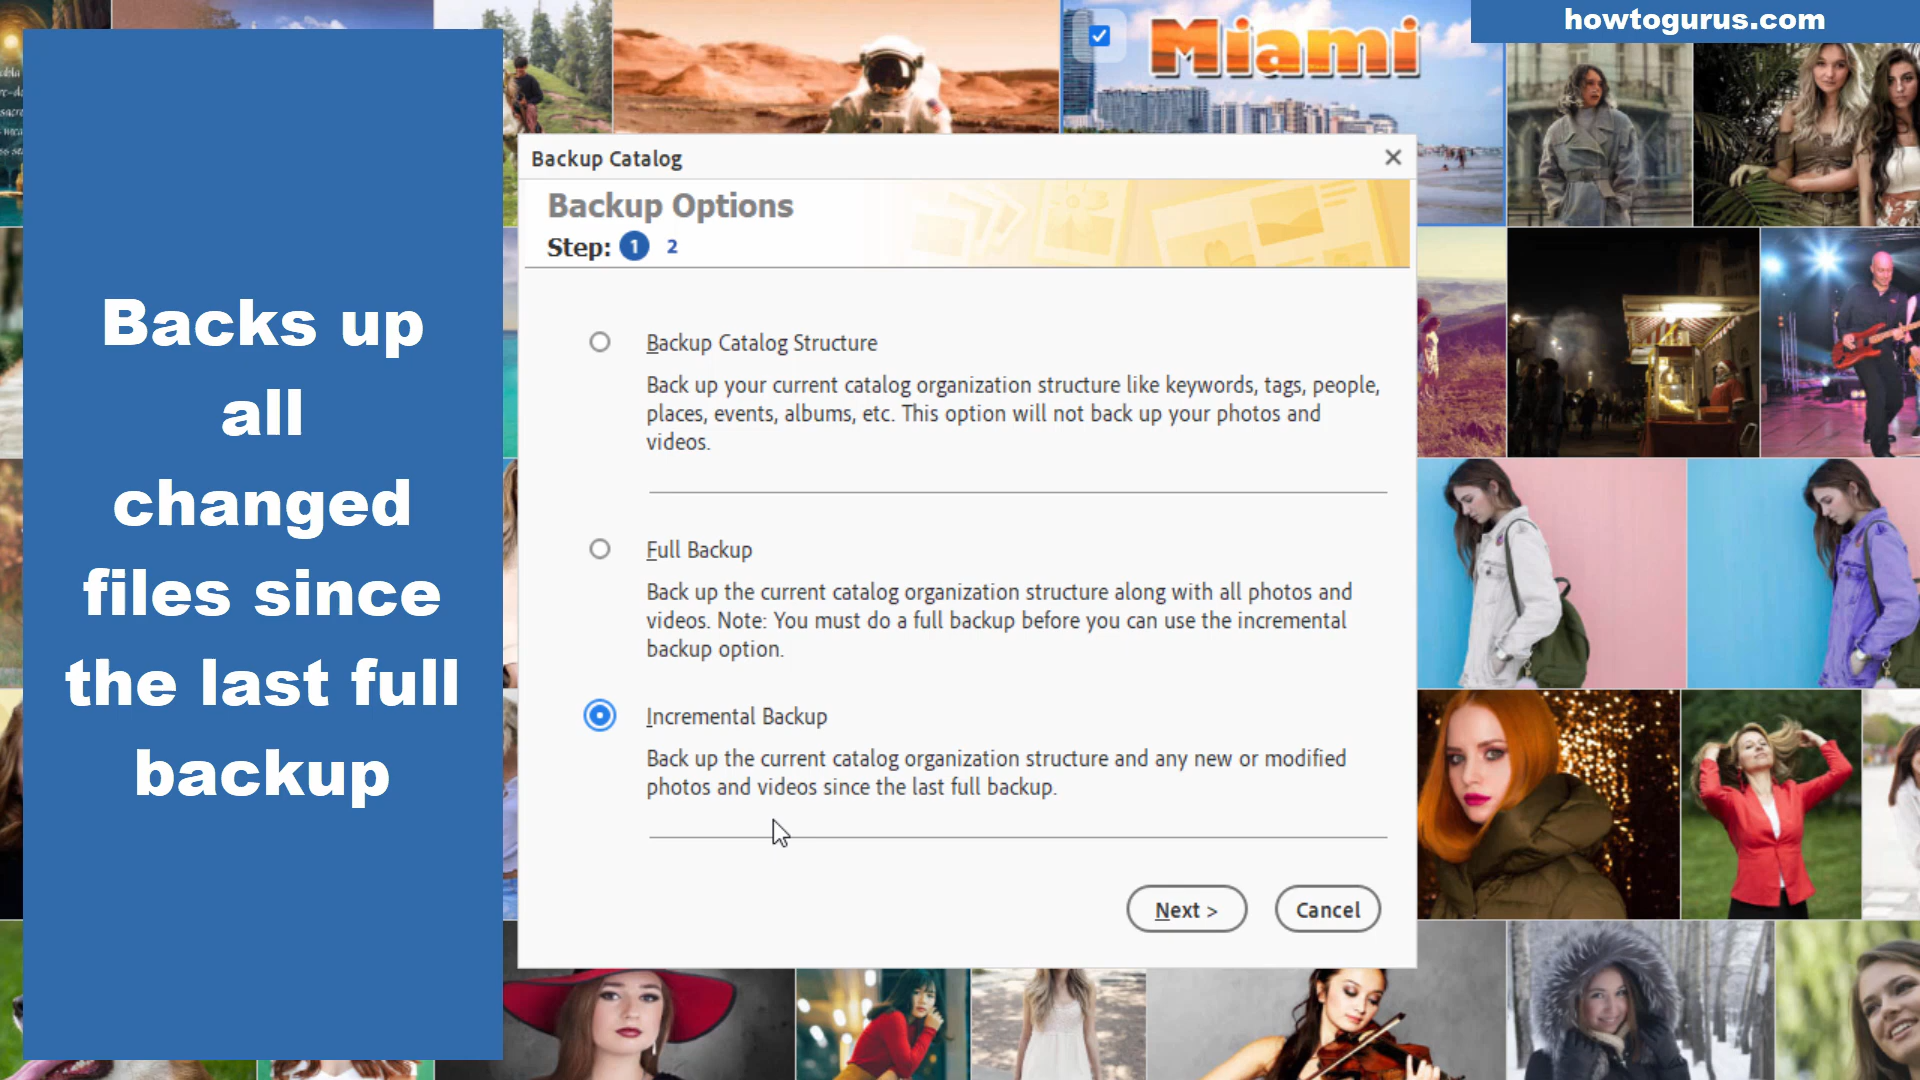 howtogurus.com
Miami
Backs up
all
changed
files since
the last full
backup
Backup Catalog
Backup Options
Step: 1 2
Backup Catalog Structure
Back up your current catalog organization structure like keywords, tags, people,
places, events, albums, etc. This option will not back up your photos and
videos.
Full Backup
Back up the current catalog organization structure along with all photos and
videos. Note: You must do a full backup before you can use the incremental
backup option.
Incremental Backup
Back up the current catalog organization structure and any new or modified
photos and videos since the last full backup.
Next >
Cancel